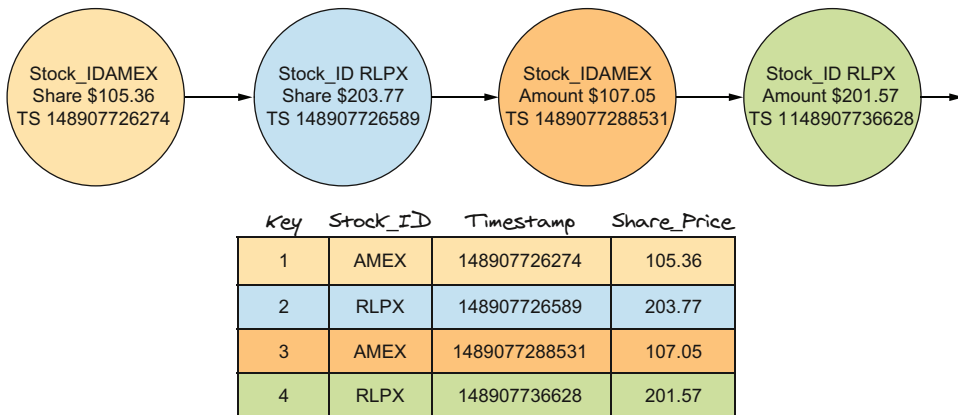 Stock_IDAMEX
Share $105.36
TS 148907726274
Stock_ID RLPX
Share $203.77
TS 148907726589
Stock_IDAMEX
Amount $107.05
TS 1489077288531
Stock_ID RLPX
Amount $201.57
TS 1148907736628
Key Stock_ID Timestamp Share_Price
1 AMEX 148907726274 105.36
2 RLPX 148907726589 203.77
3 AMEX 1489077288531 107.05
4 RLPX 148907736628 201.57